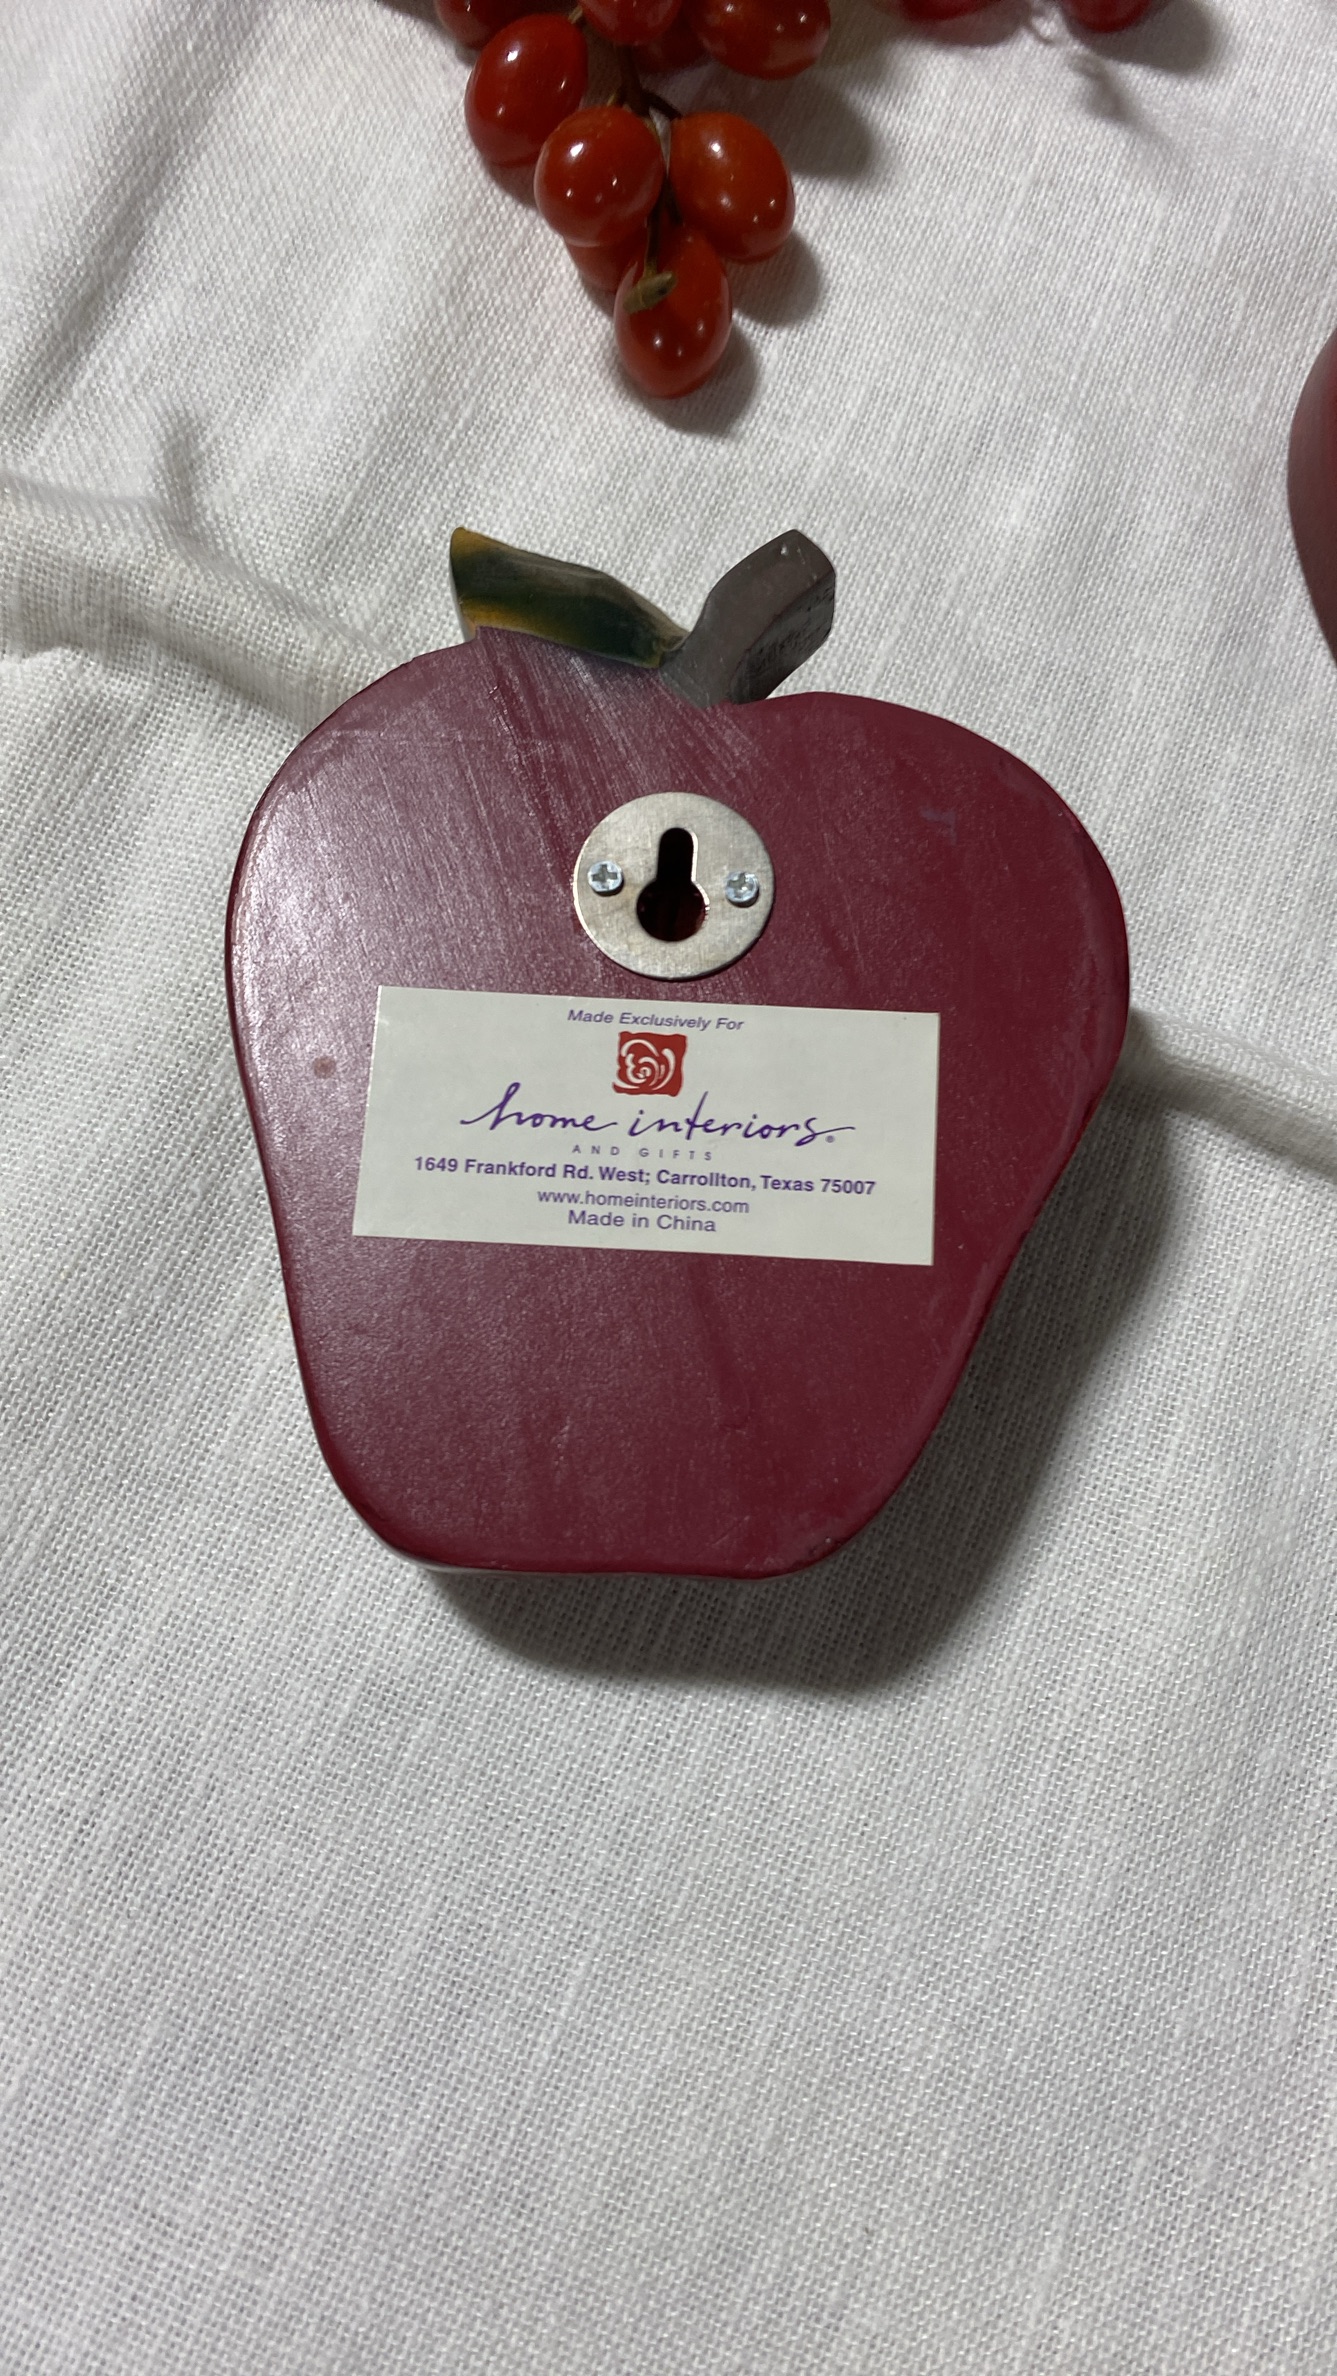 Made Exclusively For
home interiors®
AND GIFTS
1649 Frankford Rd. West; Carrollton, Texas 75007
www.homeinteriors.com
Made in China